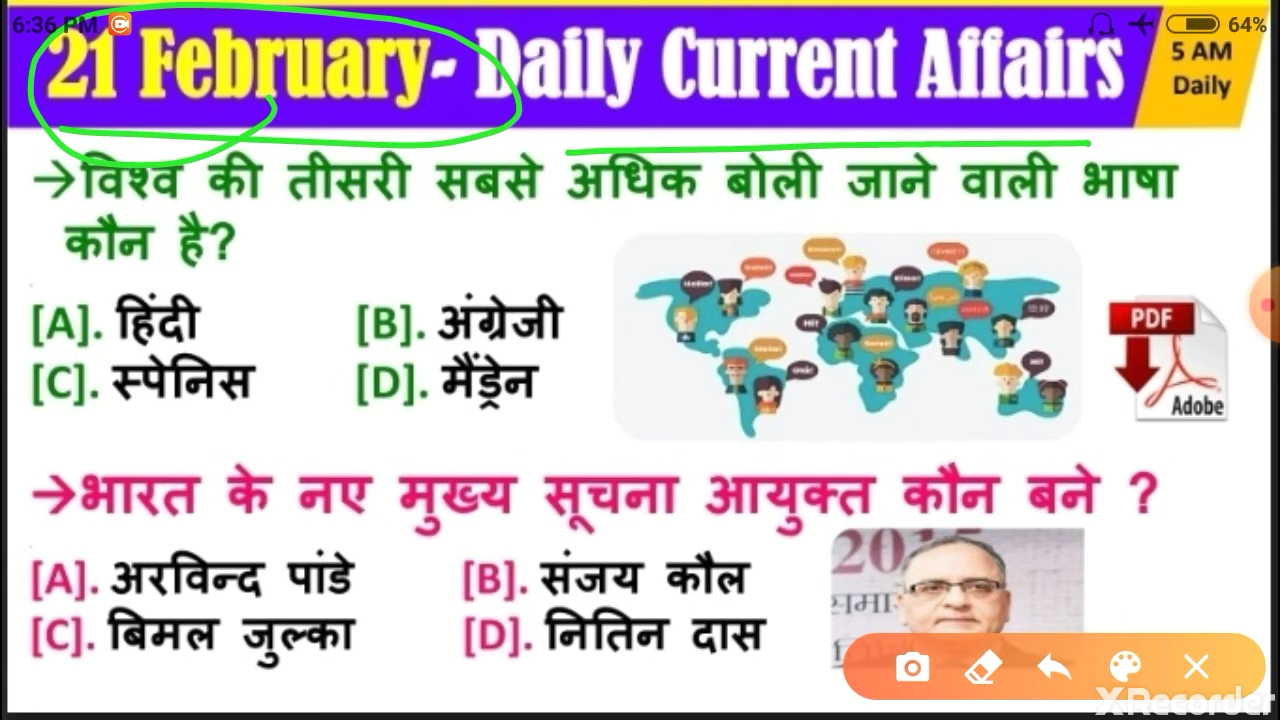 6:36 PM
64%
21 February- Daily Current Affairs
5 AM
Daily
→विश्व की तीसरी सबसे अधिक बोली जाने वाली भाषा
कौन है?
[A]. हिंदी [B]. अंग्रेजी
[C]. स्पेनिस [D]. मैंड्रेन
Hi!
PDF
Adobe
→भारत के नए मुख्य सूचना आयुक्त कौन बने ?
[A]. अरविन्द पांडे [B]. संजय कौल
[C]. बिमल जुल्का [D]. नितिन दास
XRecorder